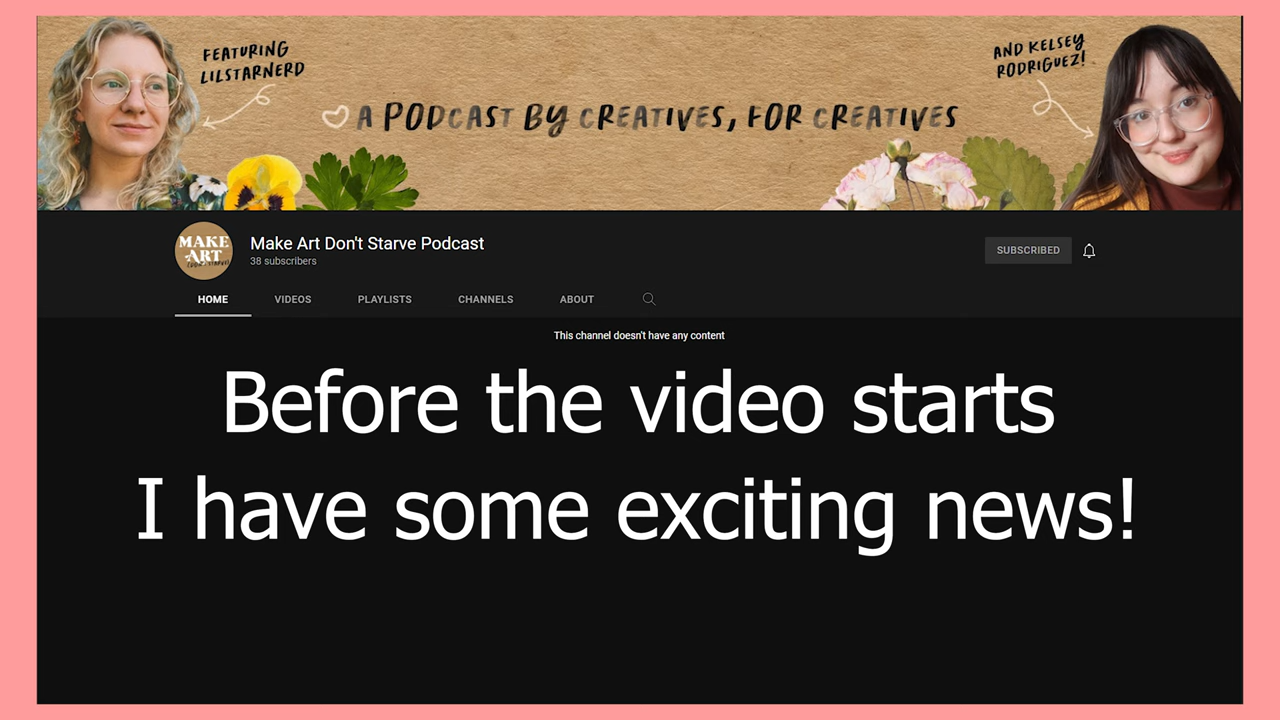 FEATURING
LILSTARNERD
AND KELSEY
RODRIGUEZ!
A PODCAST BY CREATIVES, FOR CREATIVES
MAKE
ART
Make Art Don't Starve Podcast
38 subscribers
SUBSCRIBED
HOME VIDEOS PLAYLISTS CHANNELS ABOUT
This channel doesn't have any content
Before the video starts
I have some exciting news!